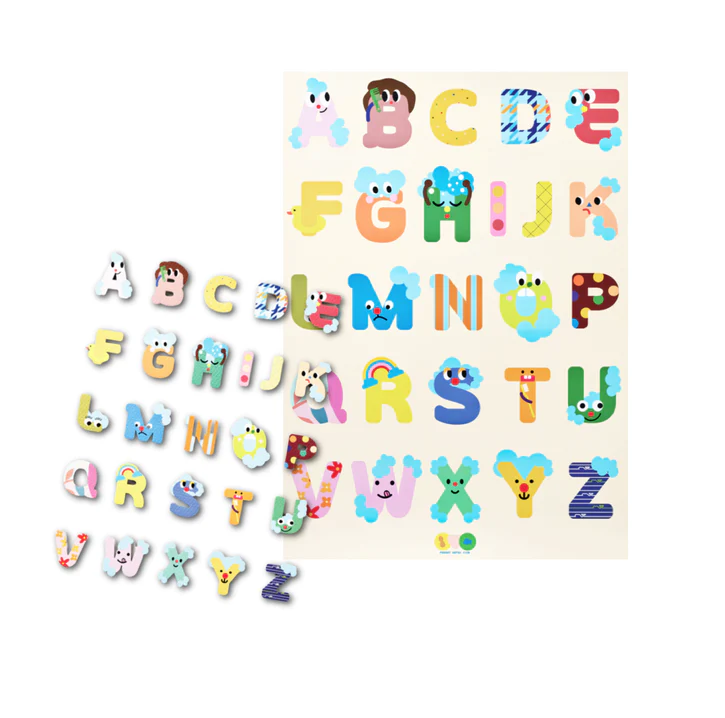 A B C D E
F G H I J K
L M N O P
Q R S T U
V W X Y Z
A B C D E
F G H I J K
L M N O P
Q R S T U
V W X Y Z